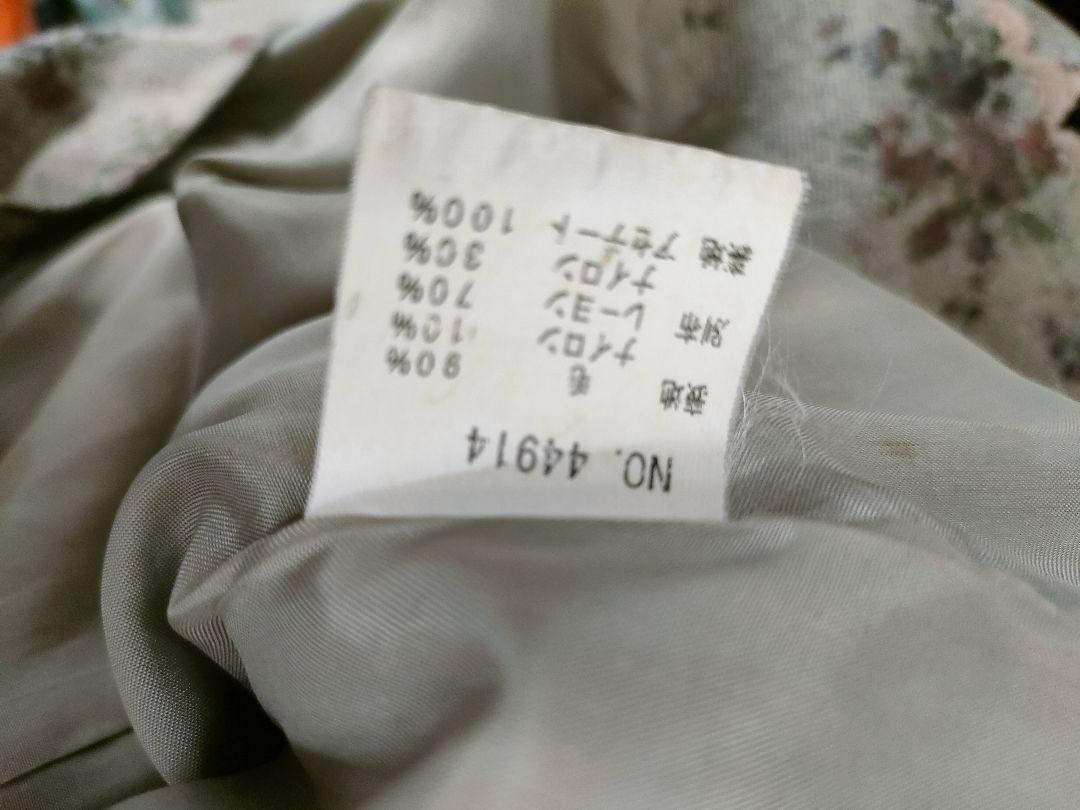 NO. 44914
表地 毛 90%
ナイロン 10%
別布 レーヨン 70%
ナイロン 30%
裏地 アセテート 100%